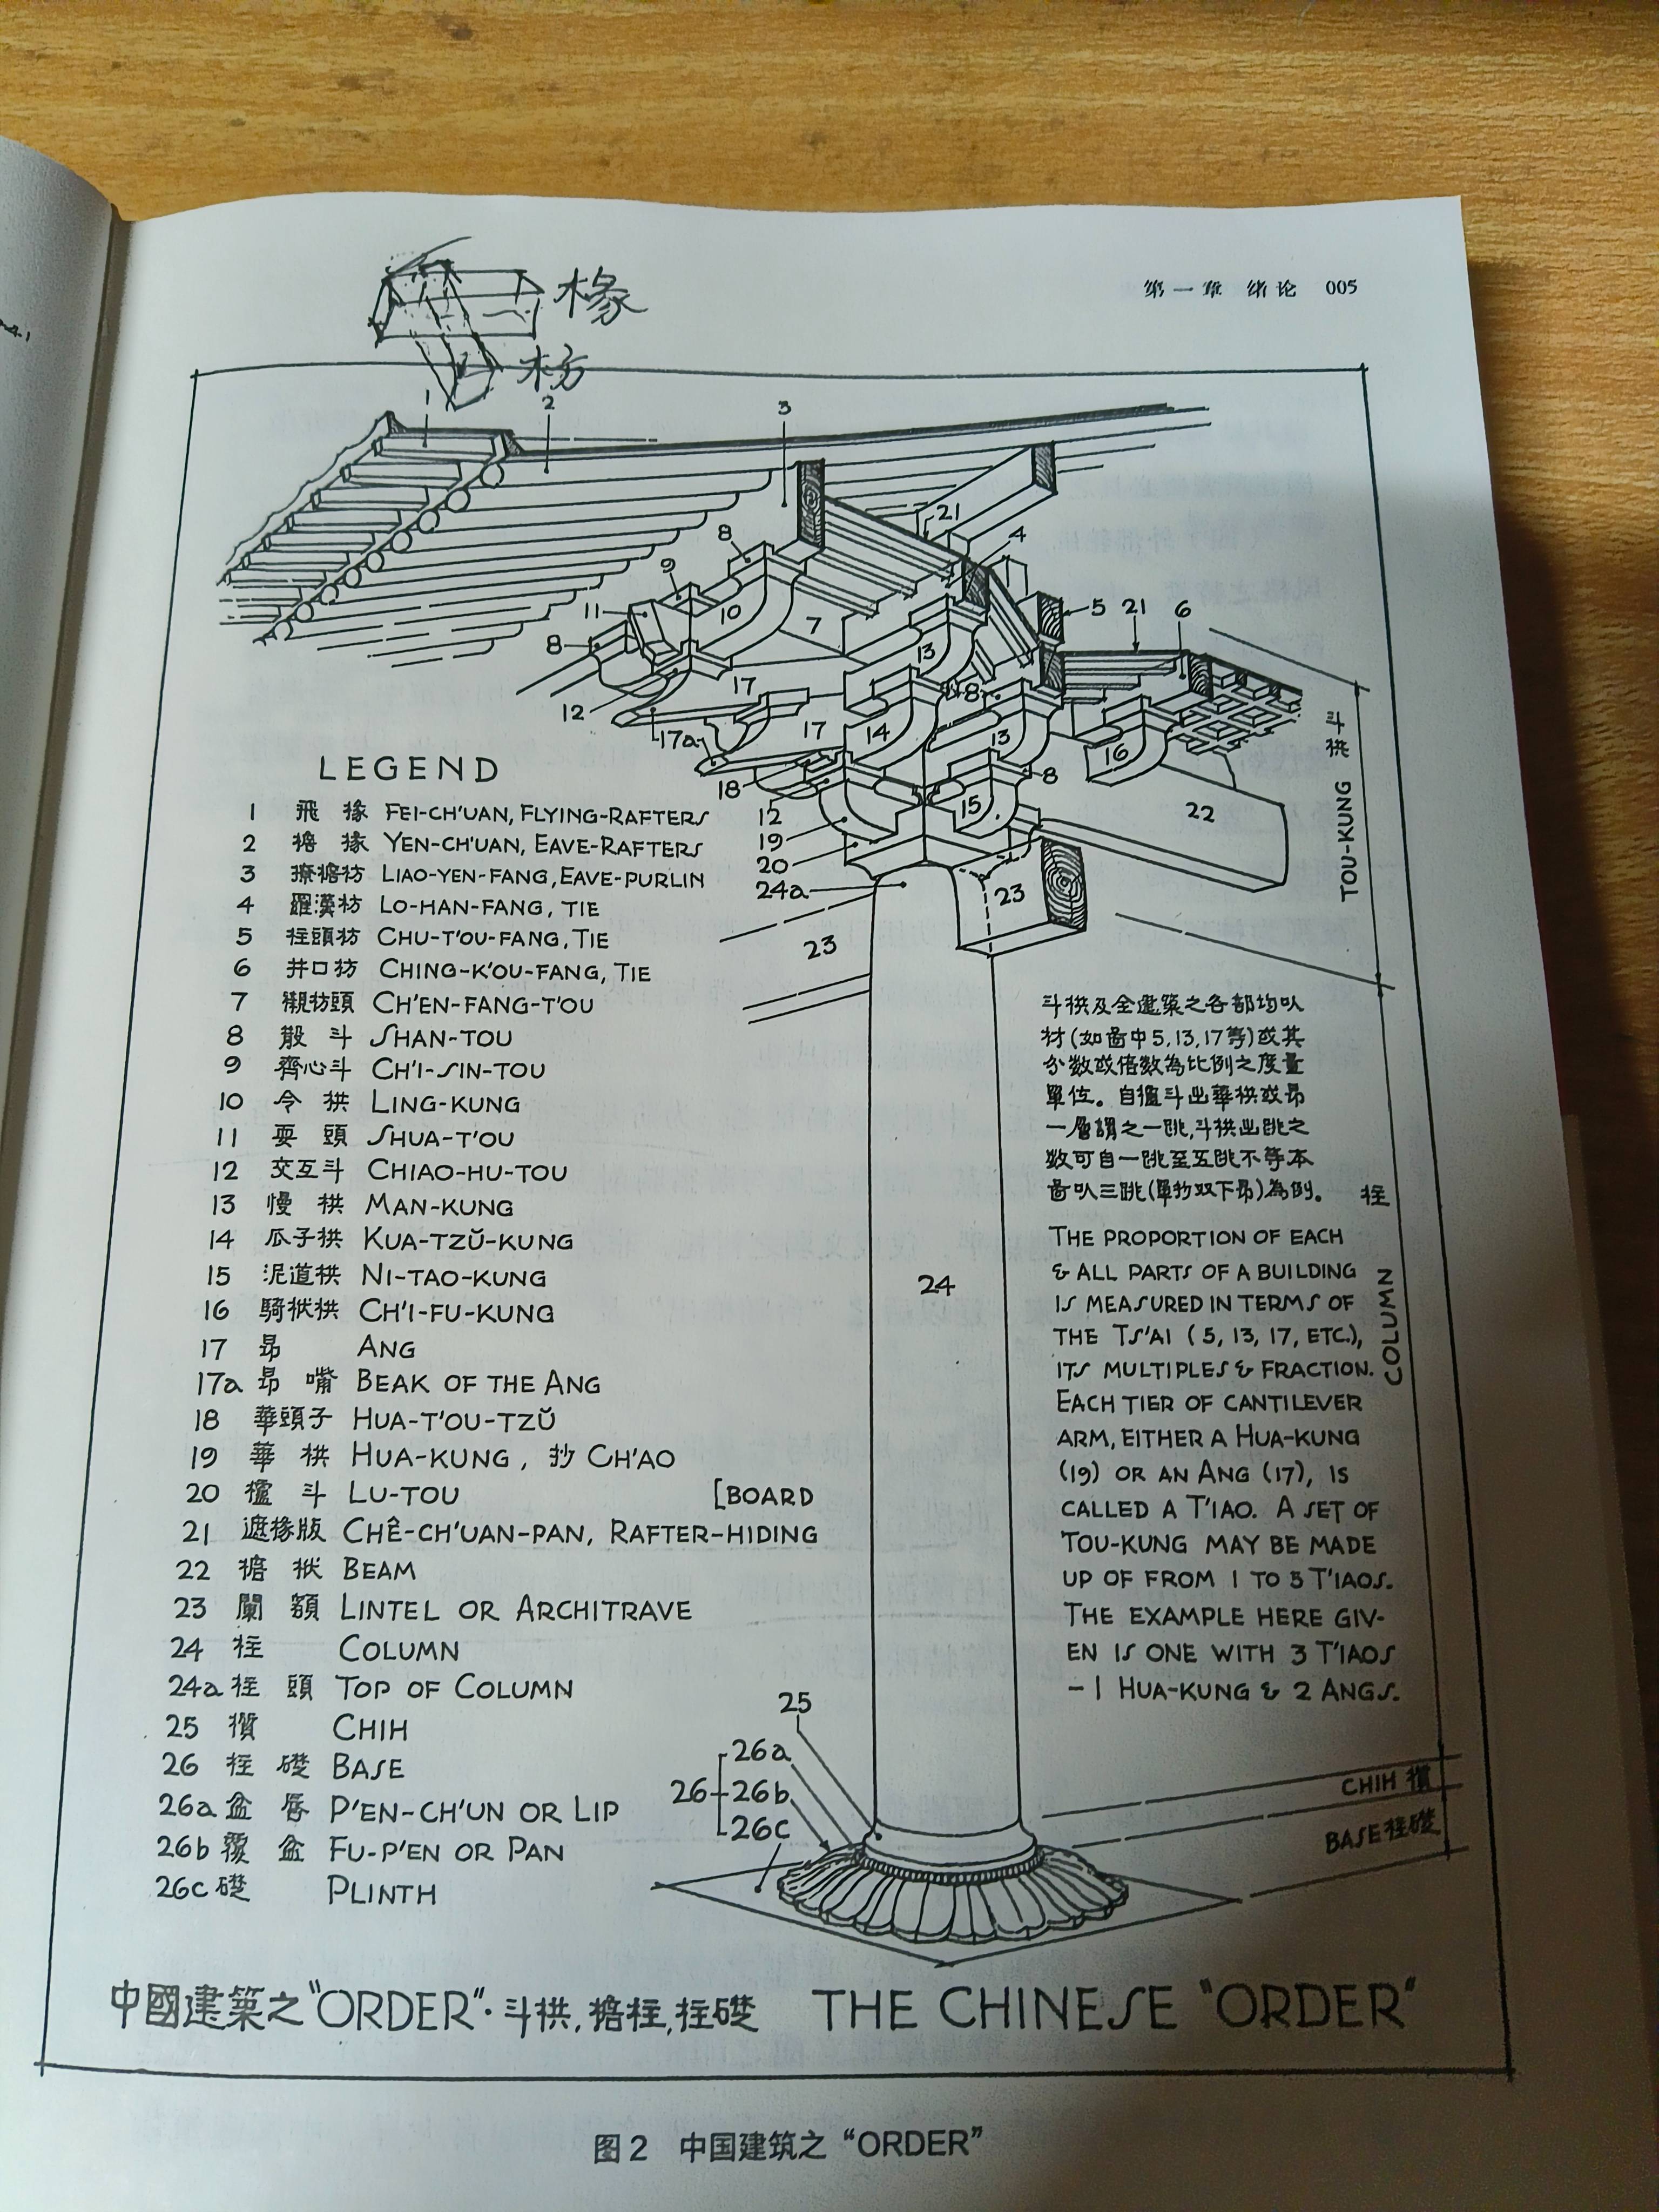 椽
第一章 绪论 005
枋
1
2
3
21
8
4
9
11
10
7
5 21 6
8
13
17
8
12
17a
17
14
13
16
斗
栱
TOU-KUNG
18
8
15
22
12
19
20
24a
23
23
LEGEND
1 飛椽 FEI-CH'UAN, FLYING-RAFTERS
2 檐椽 YEN-CH'UAN, EAVE-RAFTERS
3 撩檐枋 LIAO-YEN-FANG, EAVE-PURLIN
4 羅漢枋 LO-HAN-FANG, TIE
5 柱頭枋 CHU-T'OU-FANG, TIE
6 井口枋 CHING-K'OU-FANG, TIE
7 襯枋頭 CH'EN-FANG-T'OU
8 散斗 SHAN-TOU
9 齊心斗 CH'I-SIN-TOU
10 令栱 LING-KUNG
11 耍頭 SHUA-T'OU
12 交互斗 CHIAO-HU-TOU
13 慢栱 MAN-KUNG
14 瓜子栱 KUA-TZŬ-KUNG
15 泥道栱 NI-TAO-KUNG
16 騎栿栱 CH'I-FU-KUNG
17 昂 ANG
17a 昂嘴 BEAK OF THE ANG
18 華頭子 HUA-T'OU-TZŬ
19 華栱 HUA-KUNG, 抄 CH'AO
20 櫨斗 LU-TOU [BOARD
21 遮椽版 CHÊ-CH'UAN-PAN, RAFTER-HIDING
22 檐栿 BEAM
23 闌額 LINTEL OR ARCHITRAVE
24 柱 COLUMN
24a 柱頭 TOP OF COLUMN
25 櫍 CHIH
26 柱礎 BASE
26a 盆唇 P'EN-CH'UN OR LIP
26b 覆盆 FU-P'EN OR PAN
26c 礎 PLINTH
斗栱及全建築之各部均以
材(如圖中5,13,17等)或其
分数或倍数為比例之度量
單位。自櫨斗出華栱或昂
一層謂之一跳,斗栱出跳之
数可自一跳至五跳不等本
圖以三跳(單抄双下昂)為例。
柱
COLUMN
THE PROPORTION OF EACH
& ALL PARTS OF A BUILDING
IS MEASURED IN TERMS OF
THE TS'AI (5, 13, 17, ETC.),
ITS MULTIPLES & FRACTION.
EACH TIER OF CANTILEVER
ARM, EITHER A HUA-KUNG
(19) OR AN ANG (17), IS
CALLED A T'IAO. A SET OF
TOU-KUNG MAY BE MADE
UP OF FROM 1 TO 5 T'IAOS.
THE EXAMPLE HERE GIV-
EN IS ONE WITH 3 T'IAOS
-1 HUA-KUNG & 2 ANGS.
24
25
26a
26 26b
26c
CHIH 櫍
BASE 柱礎
中國建築之"ORDER"·斗栱,檐柱,柱礎 THE CHINESE "ORDER"
图2 中国建筑之“ORDER”